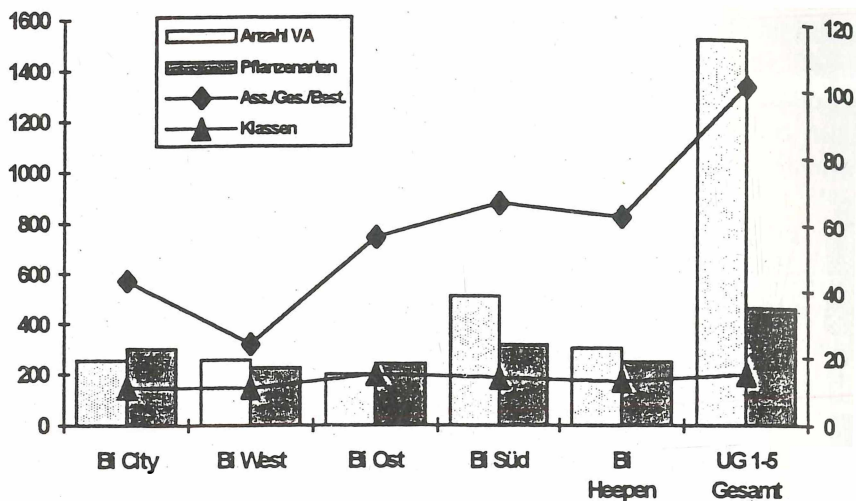 1600
1400
1200
1000
800
600
400
200
0
Anzahl VA
Pflanzenarten
Ass./Ges./Best.
Klassen
120
100
80
60
40
20
0
Bi City
Bi West
Bi Ost
Bi Süd
Bi
Heepen
UG 1-5
Gesamt